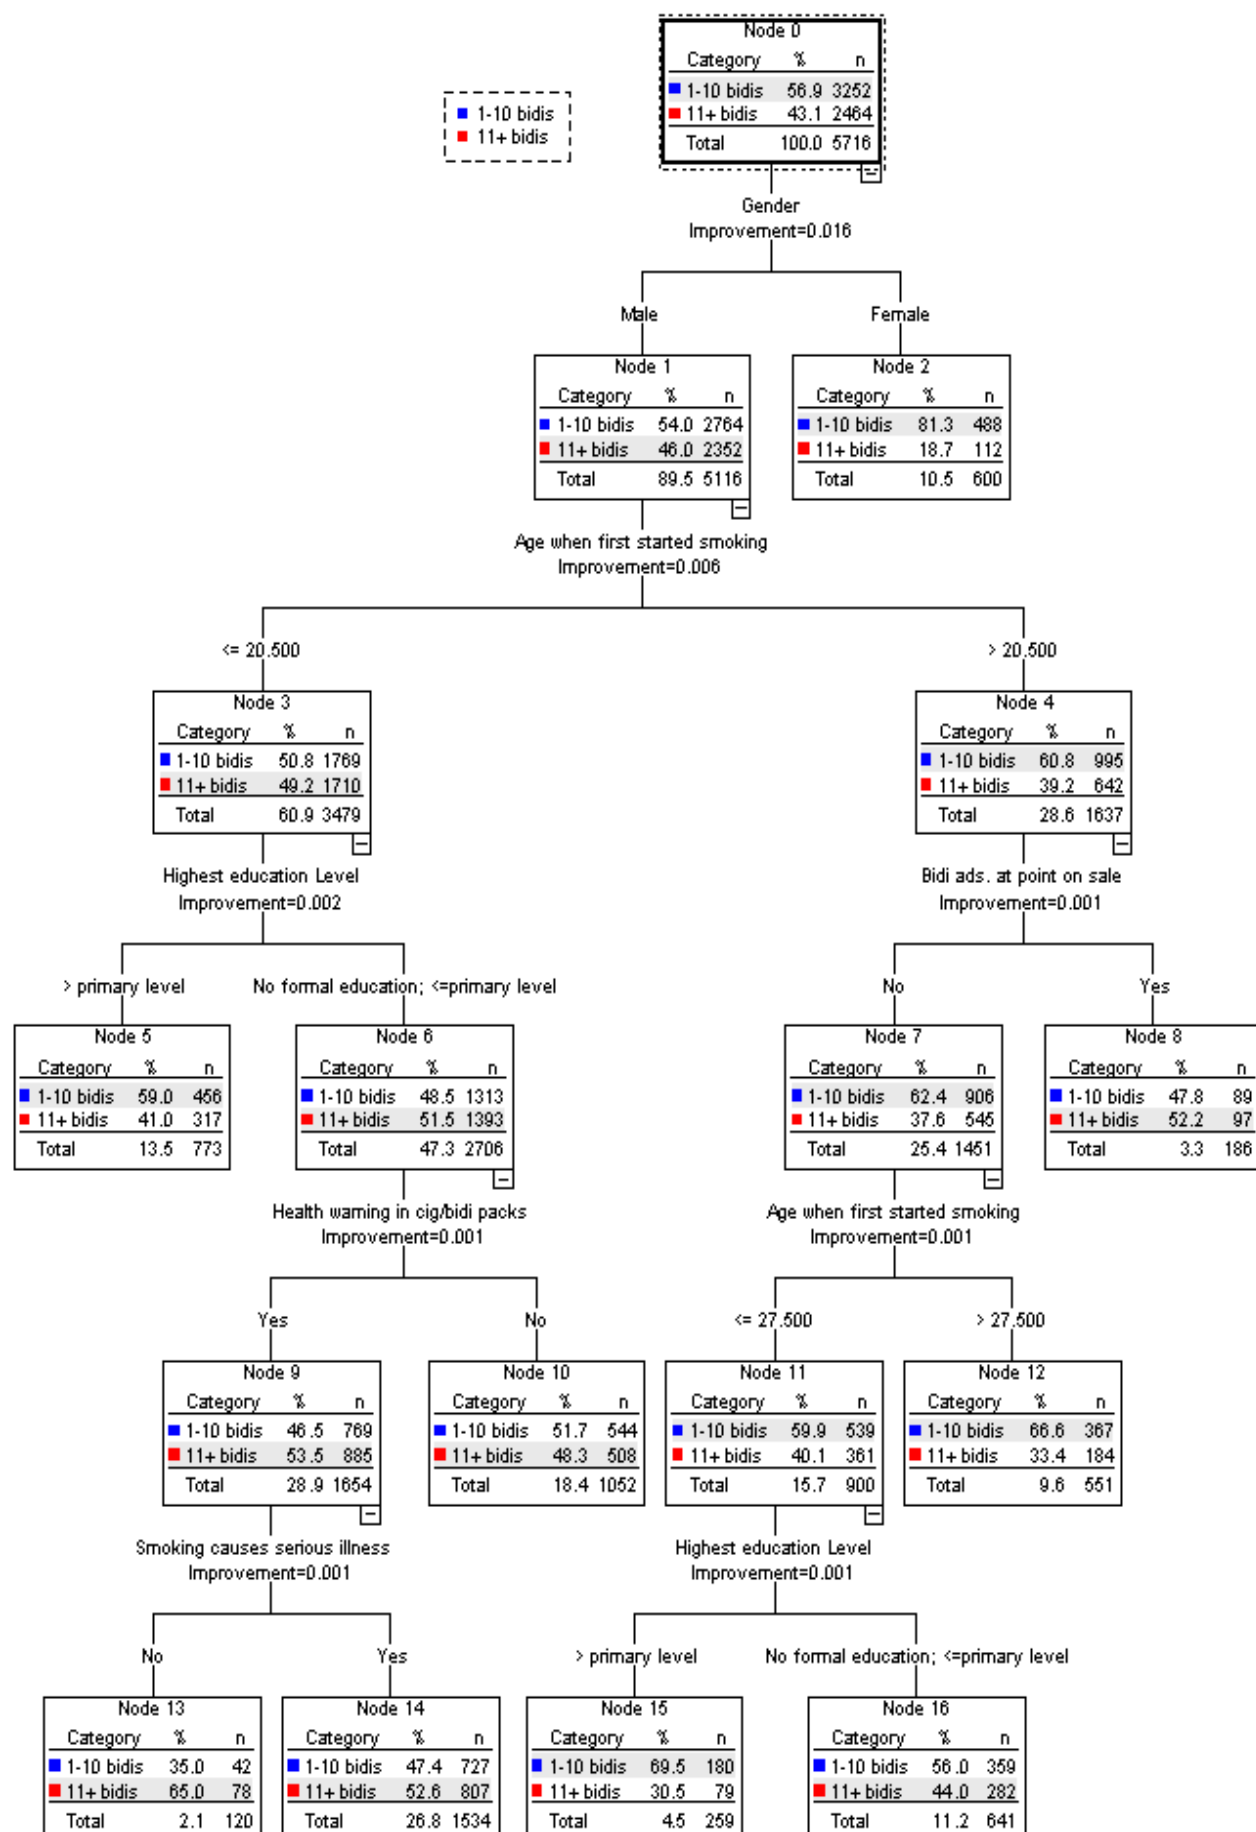 Node 0
Category % n
1-10 bidis 56.9 3252
11+ bidis 43.1 2464
Total 100.0 5716
1-10 bidis
11+ bidis
Gender
Improvement=0.016
Male
Female
Node 1
Category % n
1-10 bidis 54.0 2764
11+ bidis 46.0 2352
Total 89.5 5116
Node 2
Category % n
1-10 bidis 81.3 488
11+ bidis 18.7 112
Total 10.5 600
Age when first started smoking
Improvement=0.006
<= 20.500
> 20.500
Node 3
Category % n
1-10 bidis 50.8 1769
11+ bidis 49.2 1710
Total 60.9 3479
Node 4
Category % n
1-10 bidis 60.8 995
11+ bidis 39.2 642
Total 28.6 1637
Highest education Level
Improvement=0.002
Bidi ads. at point on sale
Improvement=0.001
> primary level
No formal education; <=primary level
No
Yes
Node 5
Category % n
1-10 bidis 59.0 456
11+ bidis 41.0 317
Total 13.5 773
Node 6
Category % n
1-10 bidis 48.5 1313
11+ bidis 51.5 1393
Total 47.3 2706
Node 7
Category % n
1-10 bidis 62.4 906
11+ bidis 37.6 545
Total 25.4 1451
Node 8
Category % n
1-10 bidis 47.8 89
11+ bidis 52.2 97
Total 3.3 186
Health warning in cig/bidi packs
Improvement=0.001
Age when first started smoking
Improvement=0.001
Yes
No
<= 27.500
> 27.500
Node 9
Category % n
1-10 bidis 46.5 769
11+ bidis 53.5 885
Total 28.9 1654
Node 10
Category % n
1-10 bidis 51.7 544
11+ bidis 48.3 508
Total 18.4 1052
Node 11
Category % n
1-10 bidis 59.9 539
11+ bidis 40.1 361
Total 15.7 900
Node 12
Category % n
1-10 bidis 66.6 367
11+ bidis 33.4 184
Total 9.6 551
Smoking causes serious illness
Improvement=0.001
Highest education Level
Improvement=0.001
No
Yes
> primary level
No formal education; <=primary level
Node 13
Category % n
1-10 bidis 35.0 42
11+ bidis 65.0 78
Total 2.1 120
Node 14
Category % n
1-10 bidis 47.4 727
11+ bidis 52.6 807
Total 26.8 1534
Node 15
Category % n
1-10 bidis 69.5 180
11+ bidis 30.5 79
Total 4.5 259
Node 16
Category % n
1-10 bidis 56.0 359
11+ bidis 44.0 282
Total 11.2 641